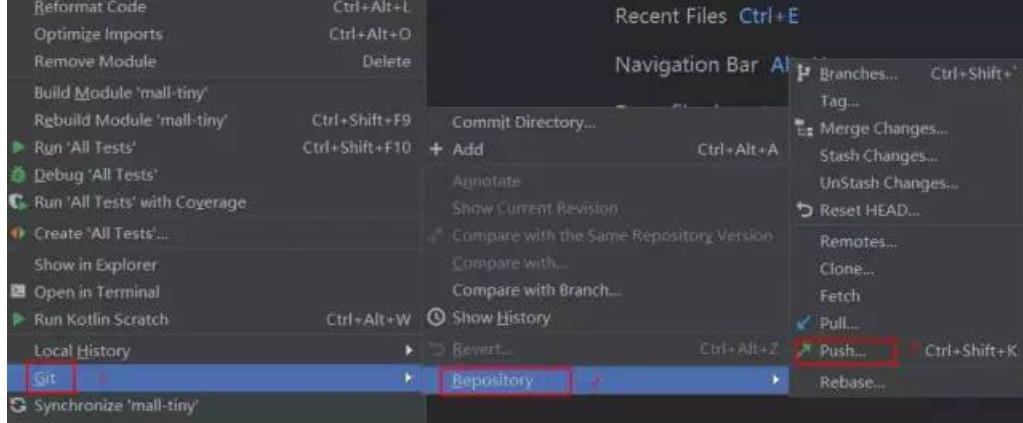 Reformat Code Ctrl+Alt+L
Optimize Imports Ctrl+Alt+O
Remove Module Delete
Build Module 'mall-tiny'
Rebuild Module 'mall-tiny' Ctrl+Shift+F9
Run 'All Tests' Ctrl+Shift+F10
Debug 'All Tests'
Run 'All Tests' with Coverage
Create 'All Tests'...
Show in Explorer
Open in Terminal
Run Kotlin Scratch Ctrl+Alt+W
Local History
Git
Synchronize 'mall-tiny'
Recent Files Ctrl+E
Navigation Bar
Commit Directory...
+ Add Ctrl+Alt+A
Annotate
Show Current Revision
Compare with the Same Repository Version
Compare with...
Compare with Branch...
Show History
Revert... Ctrl+Alt+Z
Repository
Branches... Ctrl+Shift+`
Tag...
Merge Changes...
Stash Changes...
UnStash Changes...
Reset HEAD...
Remotes...
Clone...
Fetch
Pull...
Push... Ctrl+Shift+K
Rebase...